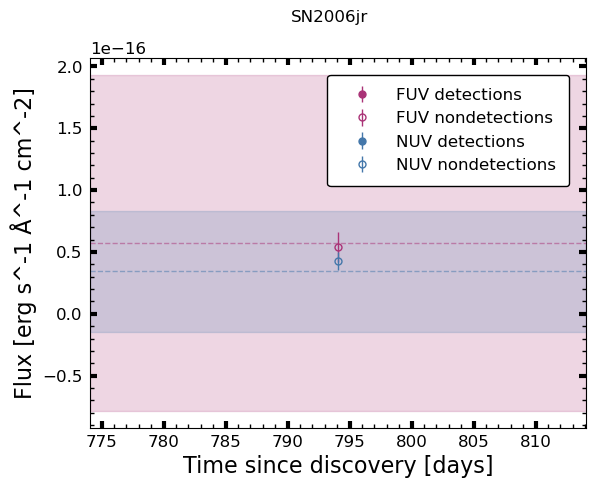 SN2006jr
1e−16
2.0
1.5
1.0
0.5
0.0
−0.5
Flux [erg s^-1 Å^-1 cm^-2]
FUV detections
FUV nondetections
NUV detections
NUV nondetections
775 780 785 790 795 800 805 810
Time since discovery [days]